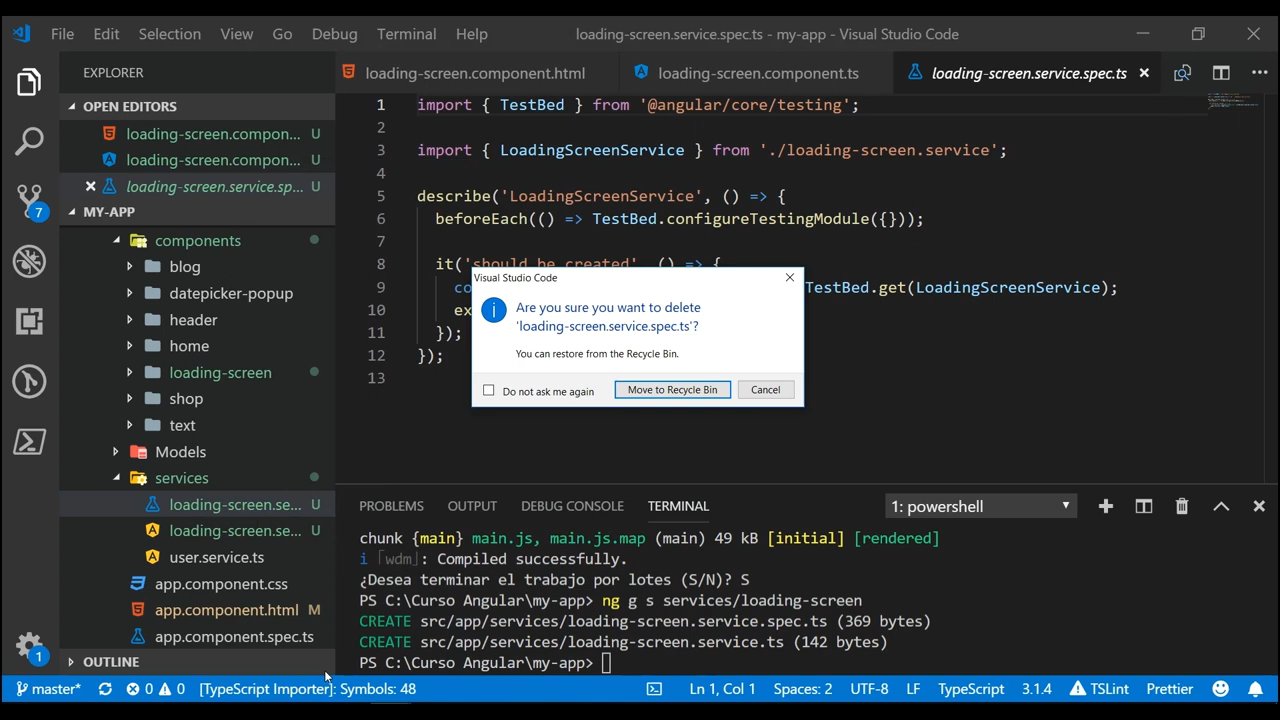 File Edit Selection View Go Debug Terminal Help loading-screen.service.spec.ts - my-app - Visual Studio Code
EXPLORER
loading-screen.component.html loading-screen.component.ts loading-screen.service.spec.ts
OPEN EDITORS
loading-screen.compon... U
loading-screen.compon... U
loading-screen.service.sp... U
MY-APP
components
blog
datepicker-popup
header
home
loading-screen
shop
text
Models
services
loading-screen.se... U
loading-screen.se... U
user.service.ts
app.component.css
app.component.html M
app.component.spec.ts
OUTLINE
7
1
1 import { TestBed } from '@angular/core/testing';
2
3 import { LoadingScreenService } from './loading-screen.service';
4
5 describe('LoadingScreenService', () => {
6 beforeEach(() => TestBed.configureTestingModule({}));
7
8 it('should be created', () => {
9 co TestBed.get(LoadingScreenService);
10 ex
11 });
12 });
13
Visual Studio Code
Are you sure you want to delete
'loading-screen.service.spec.ts'?
You can restore from the Recycle Bin.
Do not ask me again Move to Recycle Bin Cancel
PROBLEMS OUTPUT DEBUG CONSOLE TERMINAL 1: powershell
chunk {main} main.js, main.js.map (main) 49 kB [initial] [rendered]
i ｢wdm｣: Compiled successfully.
¿Desea terminar el trabajo por lotes (S/N)? S
PS C:\Curso Angular\my-app> ng g s services/loading-screen
CREATE src/app/services/loading-screen.service.spec.ts (369 bytes)
CREATE src/app/services/loading-screen.service.ts (142 bytes)
PS C:\Curso Angular\my-app>
master* 0 0 [TypeScript Importer]: Symbols: 48 Ln 1, Col 1 Spaces: 2 UTF-8 LF TypeScript 3.1.4 TSLint Prettier